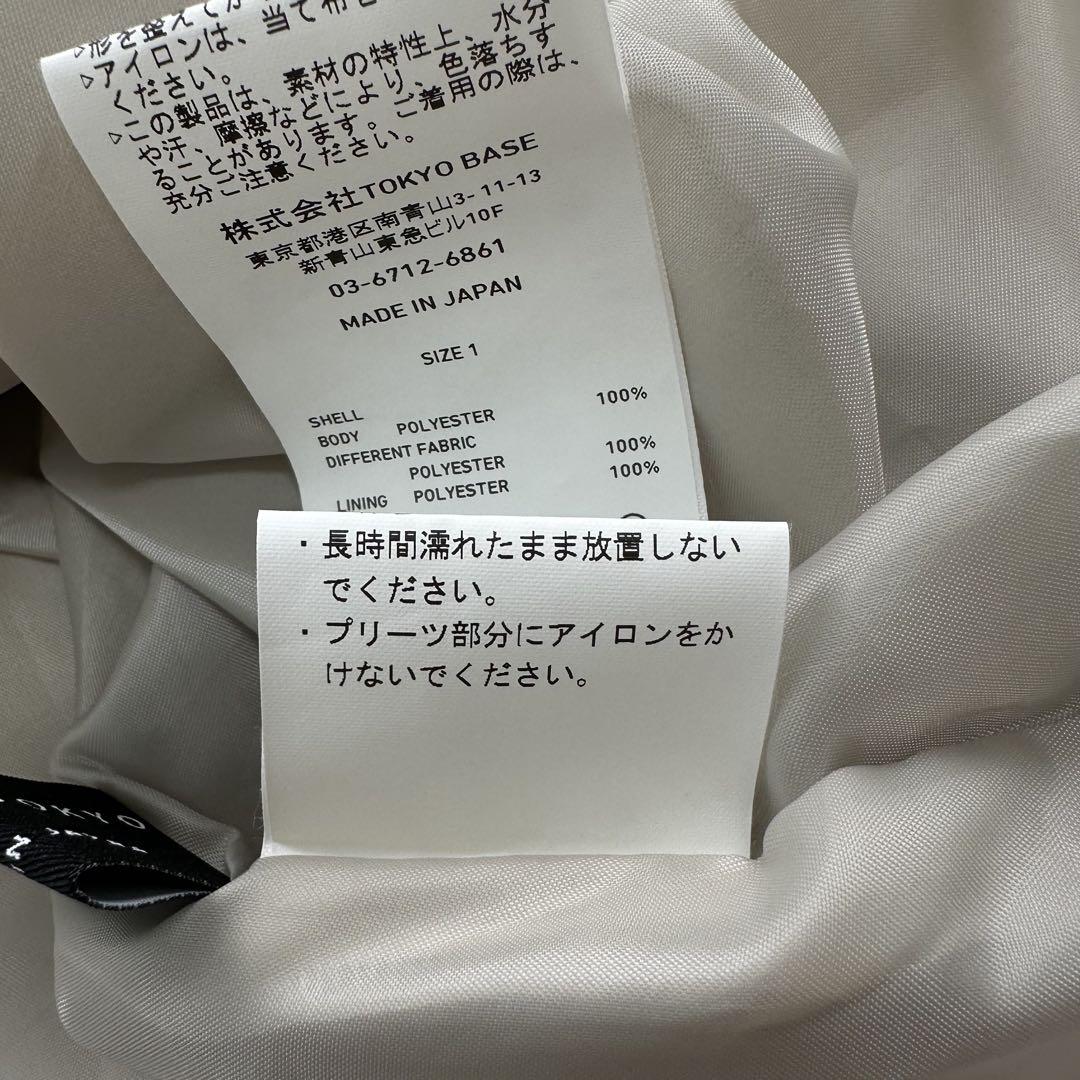 ▷形を整えてか
▷アイロンは、当て布を
ください。
▷この製品は、素材の特性上、水分
や汗、摩擦などにより、色落ちす
ることがあります。ご着用の際は、
充分ご注意ください。
株式会社TOKYO BASE
東京都港区南青山3-11-13
新青山東急ビル10F
03-6712-6861
MADE IN JAPAN
SIZE 1
SHELL
BODY POLYESTER 100%
DIFFERENT FABRIC
POLYESTER 100%
LINING POLYESTER 100%
・長時間濡れたまま放置しない
でください。
・プリーツ部分にアイロンをか
けないでください。
TOKYO